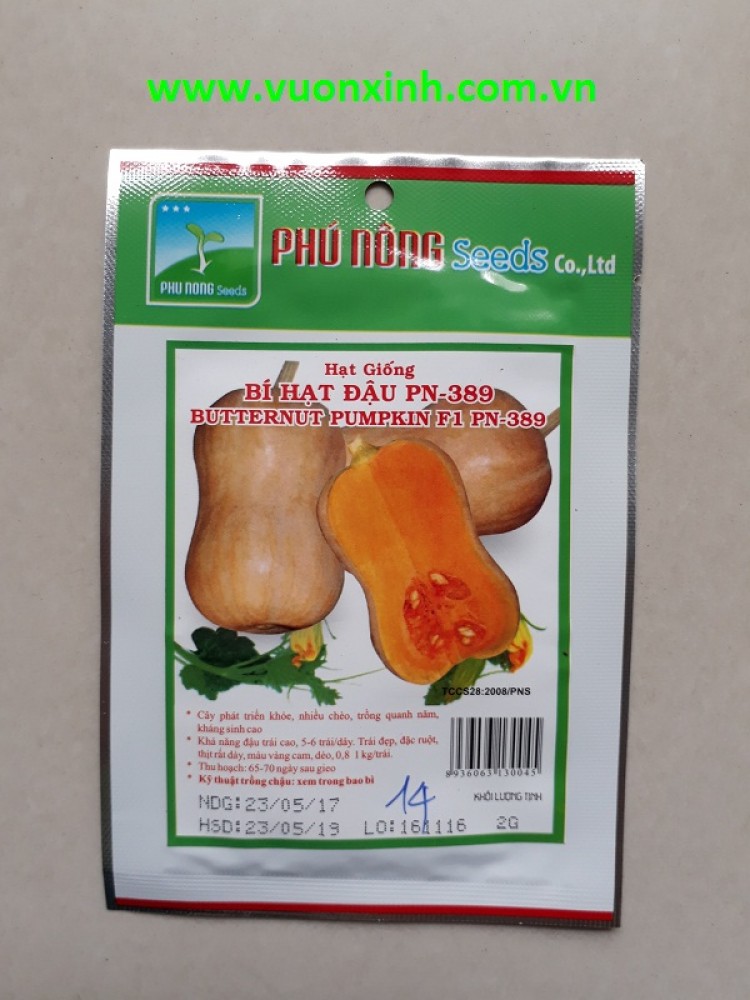 www.vuonxinh.com.vn
PHÚ NÔNG Seeds Co.,Ltd
PHU NONG Seeds
Hạt Giống
BÍ HẠT ĐẬU PN-389
BUTTERNUT PUMPKIN F1 PN-389
TCCS28:2008/PNS
* Cây phát triển khỏe, nhiều chèo, trồng quanh năm,
kháng sinh cao
* Khả năng đậu trái cao, 5-6 trái/dây. Trái đẹp, đặc ruột,
thịt rất dày, màu vàng cam, dẻo, 0,8 1 kg/trái.
* Thu hoạch: 65-70 ngày sau gieo
* Kỹ thuật trồng chậu: xem trong bao bì
8936063130045
NDG:23/05/17
14
KHỐI LƯỢNG TỊNH
HSD:23/05/19 LO:161116 2G